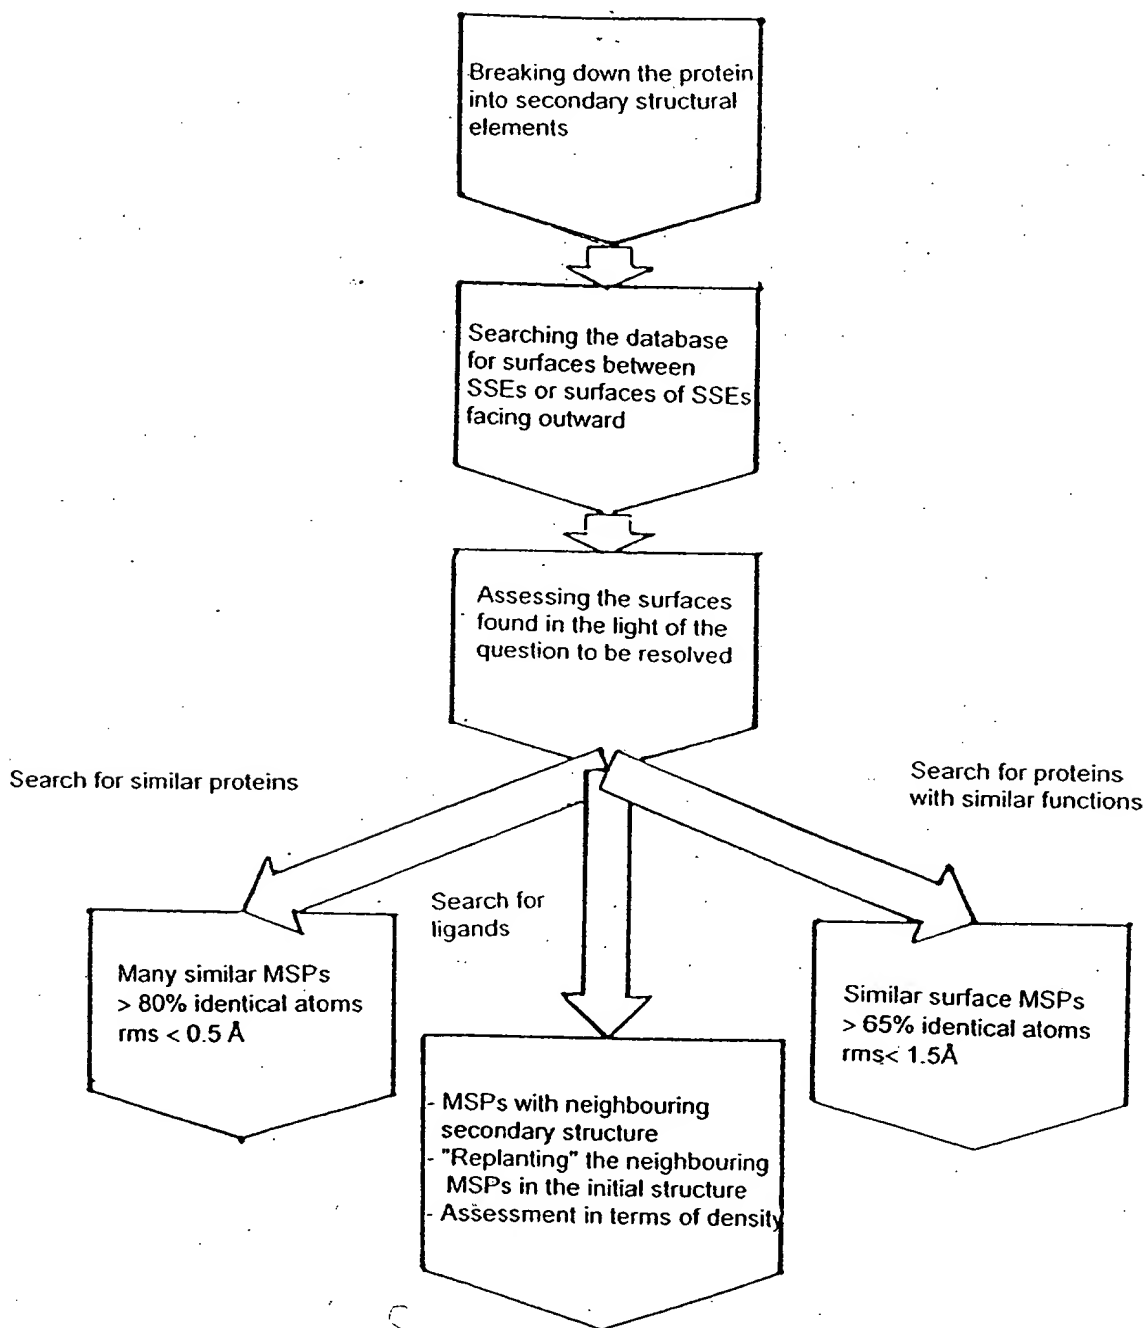 Breaking down the protein
into secondary structural
elements
Searching the database
for surfaces between
SSEs or surfaces of SSEs
facing outward
Assessing the surfaces
found in the light of the
question to be resolved
Search for similar proteins
Search for proteins
with similar functions
Search for
ligands
Many similar MSPs
> 80% identical atoms
rms < 0.5 Å
- MSPs with neighbouring
secondary structure
- "Replanting" the neighbouring
MSPs in the initial structure
- Assessment in terms of density
Similar surface MSPs
> 65% identical atoms
rms< 1.5Å